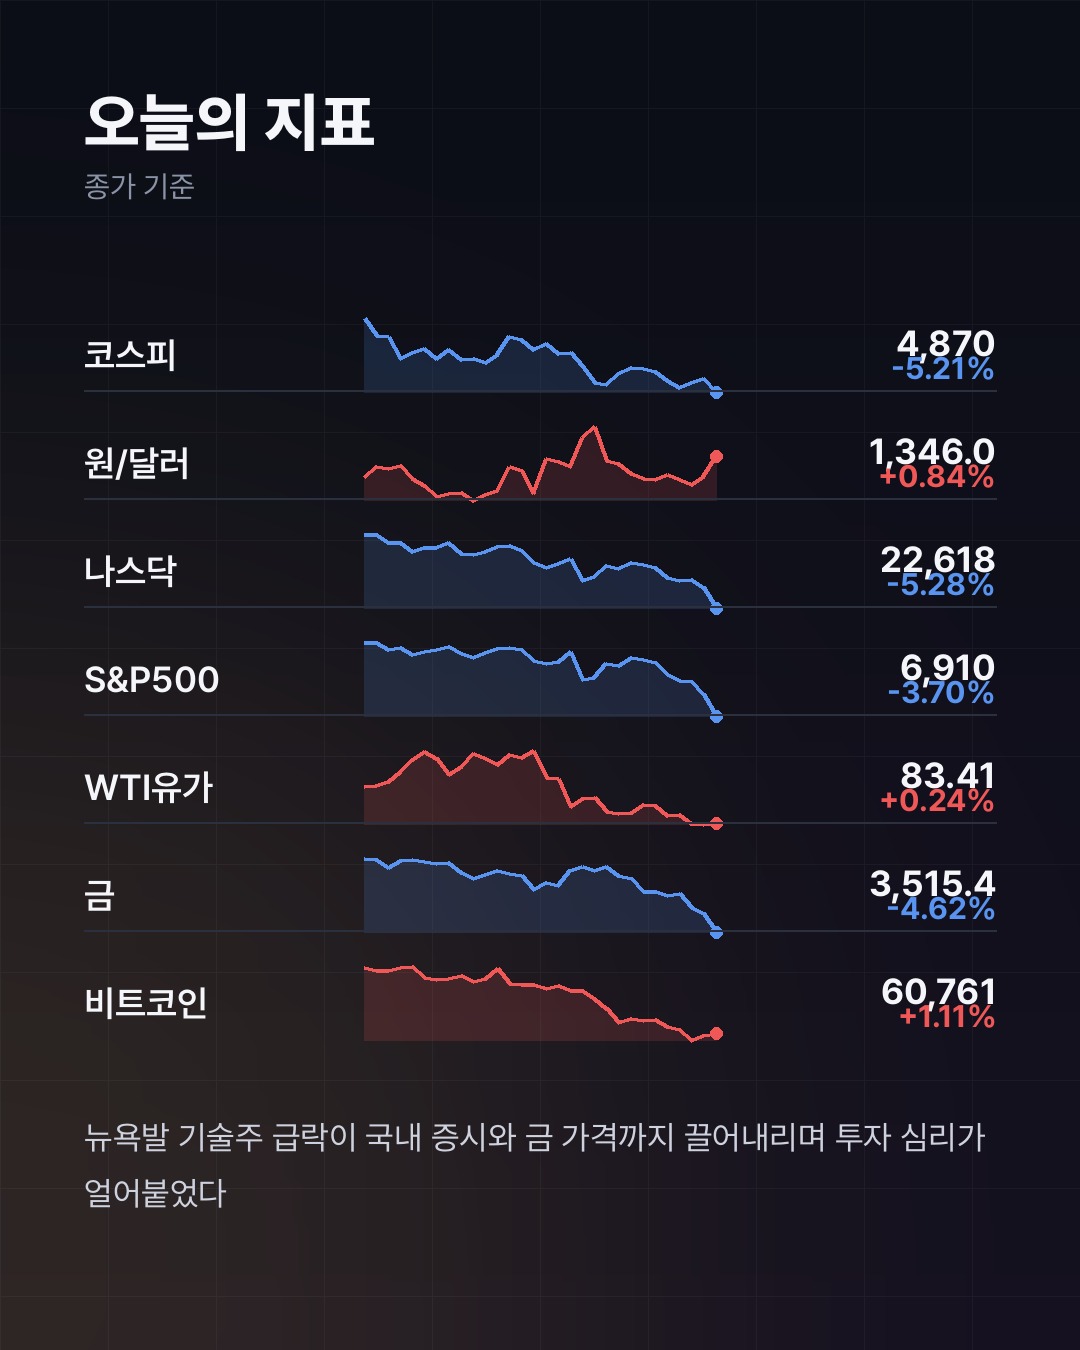 오늘의 지표
종가 기준
코스피
4,870
-5.21%
원/달러
1,346.0
+0.84%
나스닥
22,618
-5.28%
S&P500
6,910
-3.70%
WTI유가
83.41
+0.24%
금
3,515.4
-4.62%
비트코인
60,761
+1.11%
뉴욕발 기술주 급락이 국내 증시와 금 가격까지 끌어내리며 투자 심리가
얼어붙었다